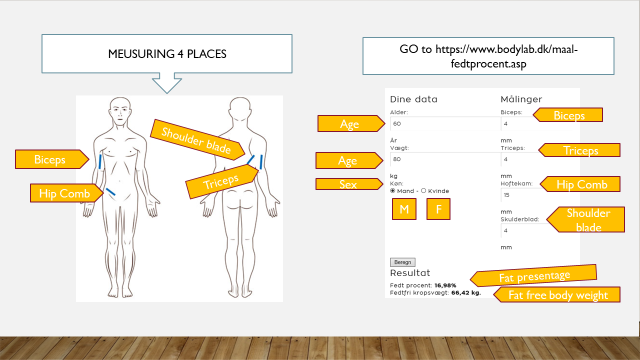 MEUSURING 4 PLACES
GO to https://www.bodylab.dk/maal-
fedtprocent.asp
Shoulder blade
Biceps
Triceps
Hip Comb
Dine data
Målinger
Alder:
Biceps:
Biceps
Age
60
4
År
mm
Vægt:
Triceps:
Triceps
Age
80
4
kg
mm
Sex
Køn:
Hoftekam:
Hip Comb
Mand - Kvinde
15
M
F
mm
Skulderblad:
Shoulder
blade
4
mm
Beregn
Resultat
Fat presentage
Fedt procent: 16,98%
Fedtfri kropsvægt: 66,42 kg.
Fat free body weight